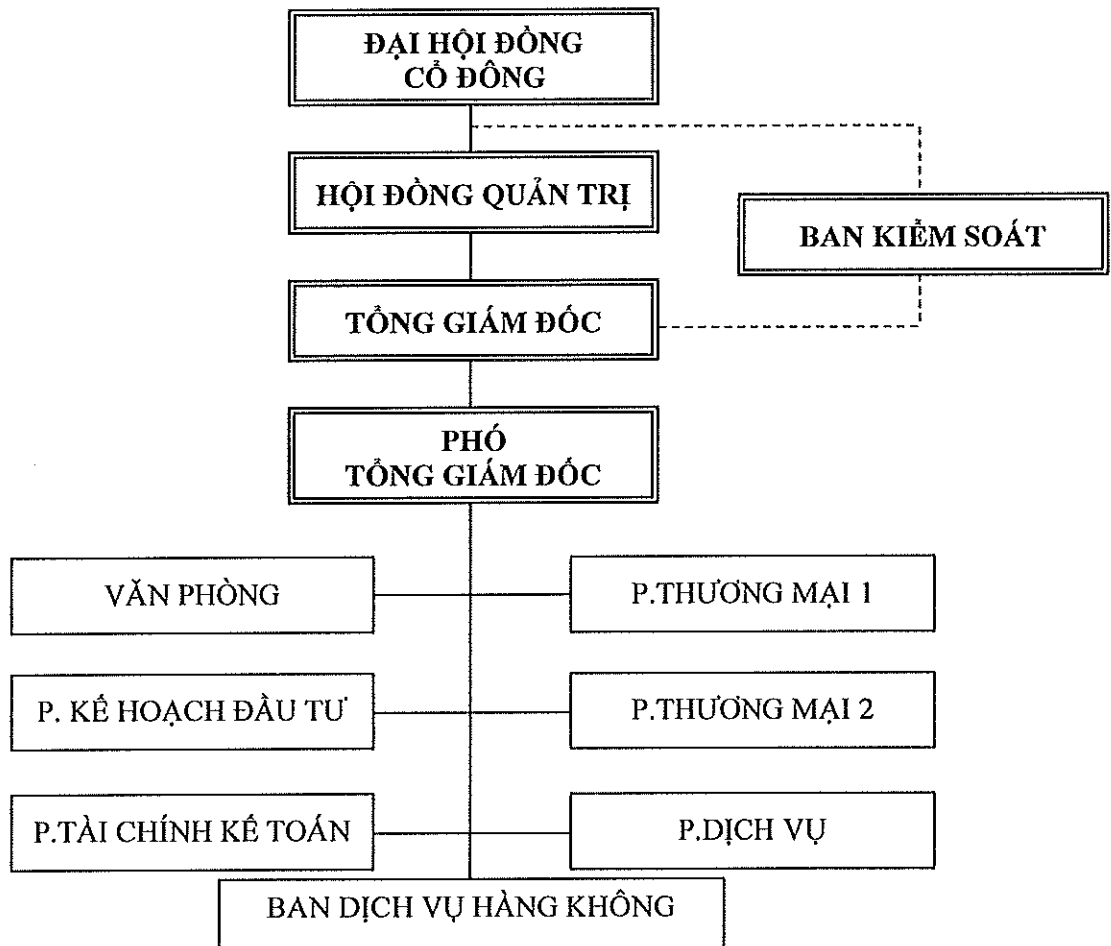 ĐẠI HỘI ĐỒNG
CỔ ĐÔNG
HỘI ĐỒNG QUẢN TRỊ
BAN KIỂM SOÁT
TỔNG GIÁM ĐỐC
PHÓ
TỔNG GIÁM ĐỐC
VĂN PHÒNG
P.THƯƠNG MẠI 1
P. KẾ HOẠCH ĐẦU TƯ
P.THƯƠNG MẠI 2
P.TÀI CHÍNH KẾ TOÁN
P.DỊCH VỤ
BAN DỊCH VỤ HÀNG KHÔNG